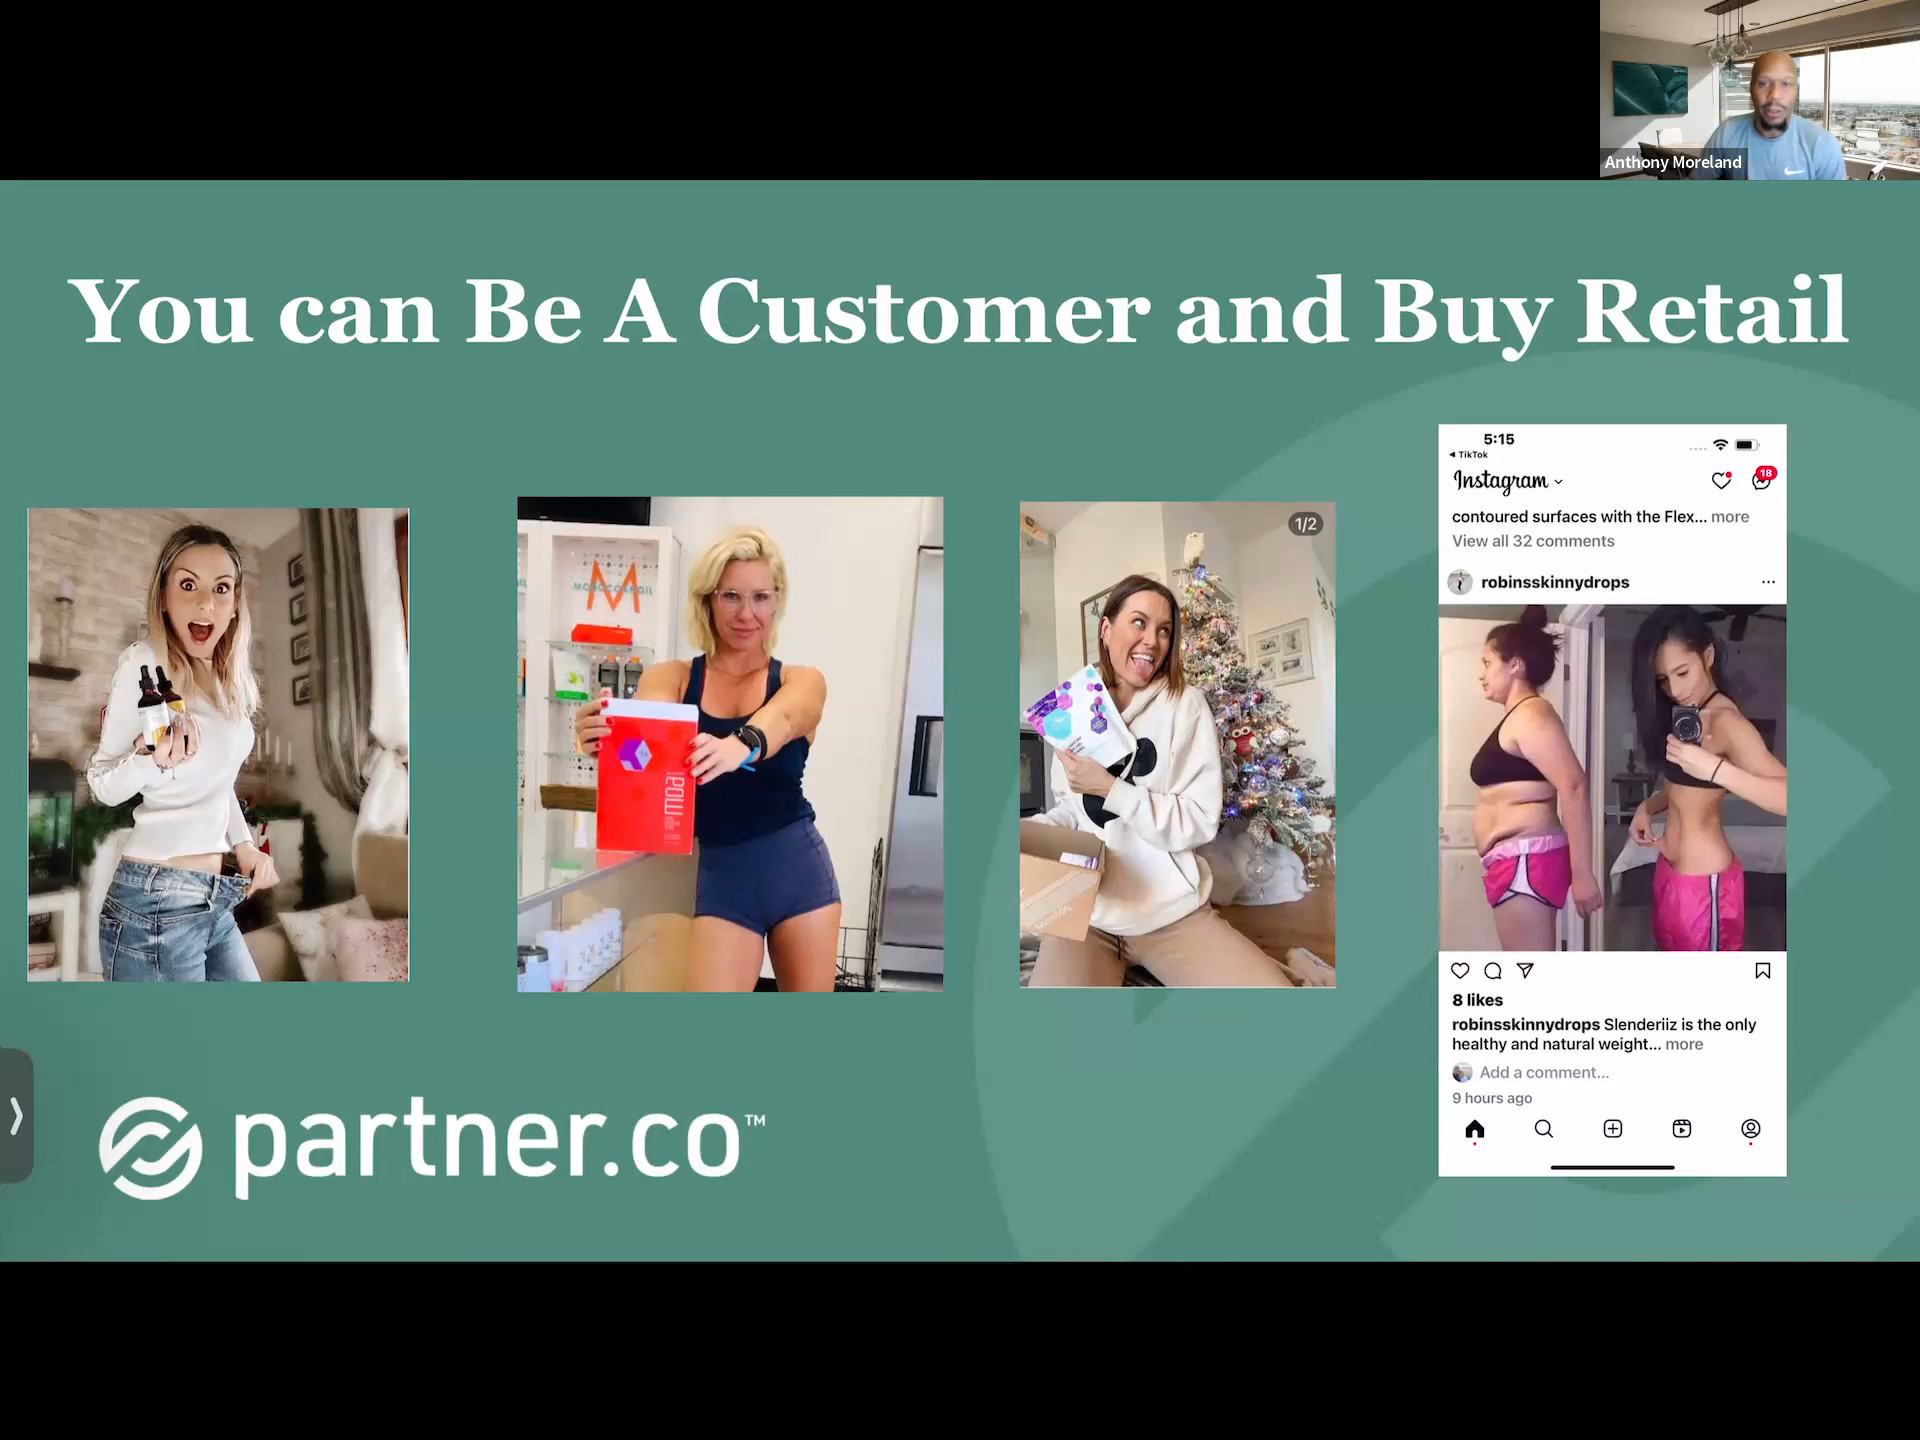 Anthony Moreland
You can Be A Customer and Buy Retail
M
MOROCCANOIL
1/2
5:15
TikTok
Instagram
18
contoured surfaces with the Flex... more
View all 32 comments
robinsskinnydrops
8 likes
robinsskinnydrops Slenderiiz is the only
healthy and natural weight... more
Add a comment...
9 hours ago
partner.co™